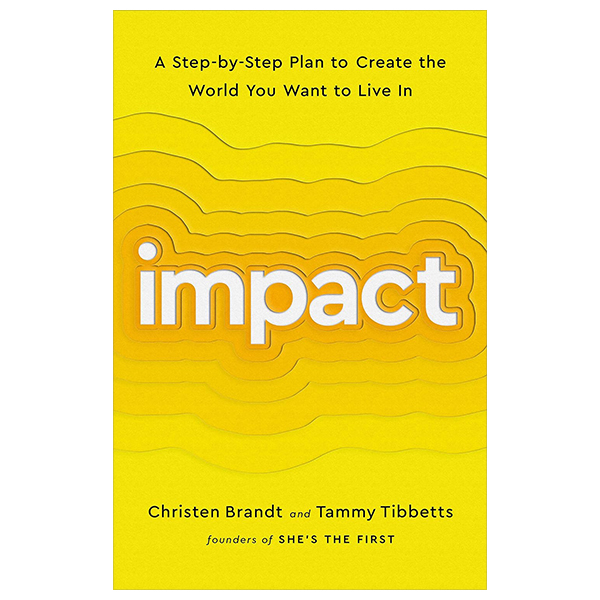 A Step-by-Step Plan to Create the
World You Want to Live In
impact
Christen Brandt and Tammy Tibbetts
founders of SHE'S THE FIRST